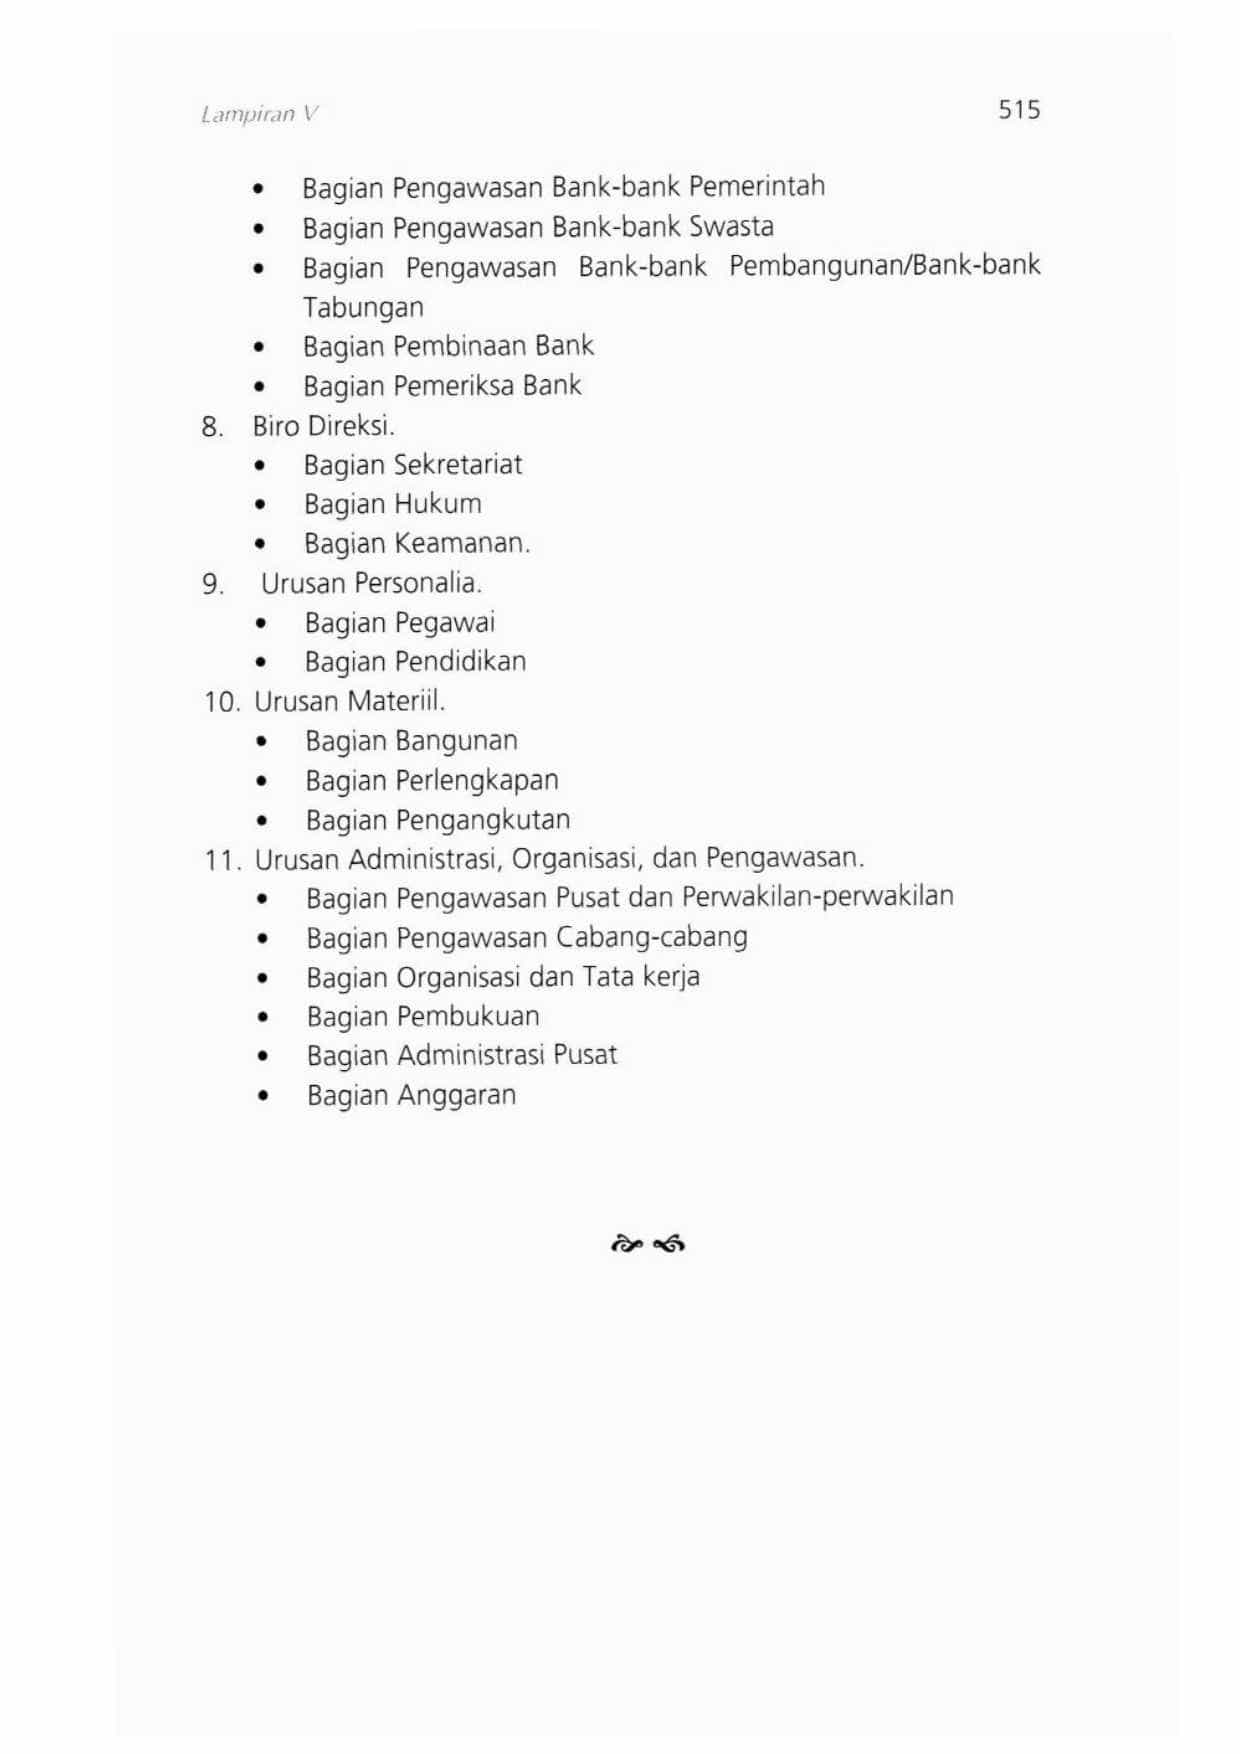 Lampiran V 515
• Bagian Pengawasan Bank-bank Pemerintah
• Bagian Pengawasan Bank-bank Swasta
• Bagian Pengawasan Bank-bank Pembangunan/Bank-bank
Tabungan
• Bagian Pembinaan Bank
• Bagian Pemeriksa Bank
8. Biro Direksi.
• Bagian Sekretariat
• Bagian Hukum
• Bagian Keamanan.
9. Urusan Personalia.
• Bagian Pegawai
• Bagian Pendidikan
10. Urusan Materiil.
• Bagian Bangunan
• Bagian Perlengkapan
• Bagian Pengangkutan
11. Urusan Administrasi, Organisasi, dan Pengawasan.
• Bagian Pengawasan Pusat dan Perwakilan-perwakilan
• Bagian Pengawasan Cabang-cabang
• Bagian Organisasi dan Tata kerja
• Bagian Pembukuan
• Bagian Administrasi Pusat
• Bagian Anggaran